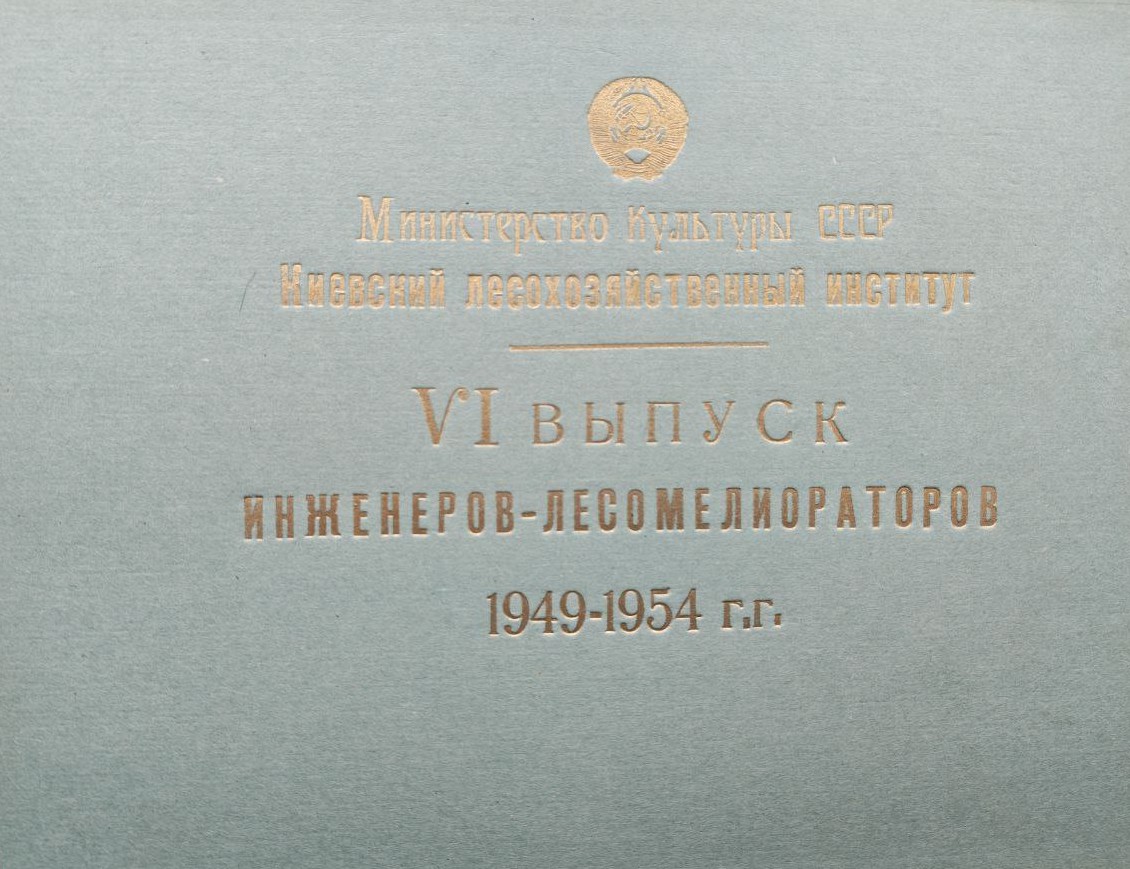 Министерство Культуры СССР
Киевский лесохозяйственный институт
VI ВЫПУСК
ИНЖЕНЕРОВ-ЛЕСОМЕЛИОРАТОРОВ
1949-1954 г.г.